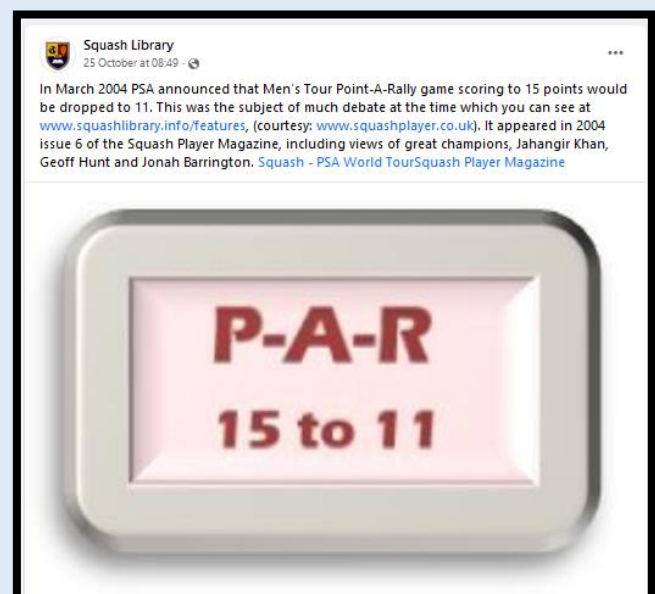 Squash Library
25 October at 08:49 ·
In March 2004 PSA announced that Men's Tour Point-A-Rally game scoring to 15 points would
be dropped to 11. This was the subject of much debate at the time which you can see at
www.squashlibrary.info/features, (courtesy: www.squashplayer.co.uk). It appeared in 2004
issue 6 of the Squash Player Magazine, including views of great champions, Jahangir Khan,
Geoff Hunt and Jonah Barrington. Squash - PSA World TourSquash Player Magazine
P-A-R
15 to 11